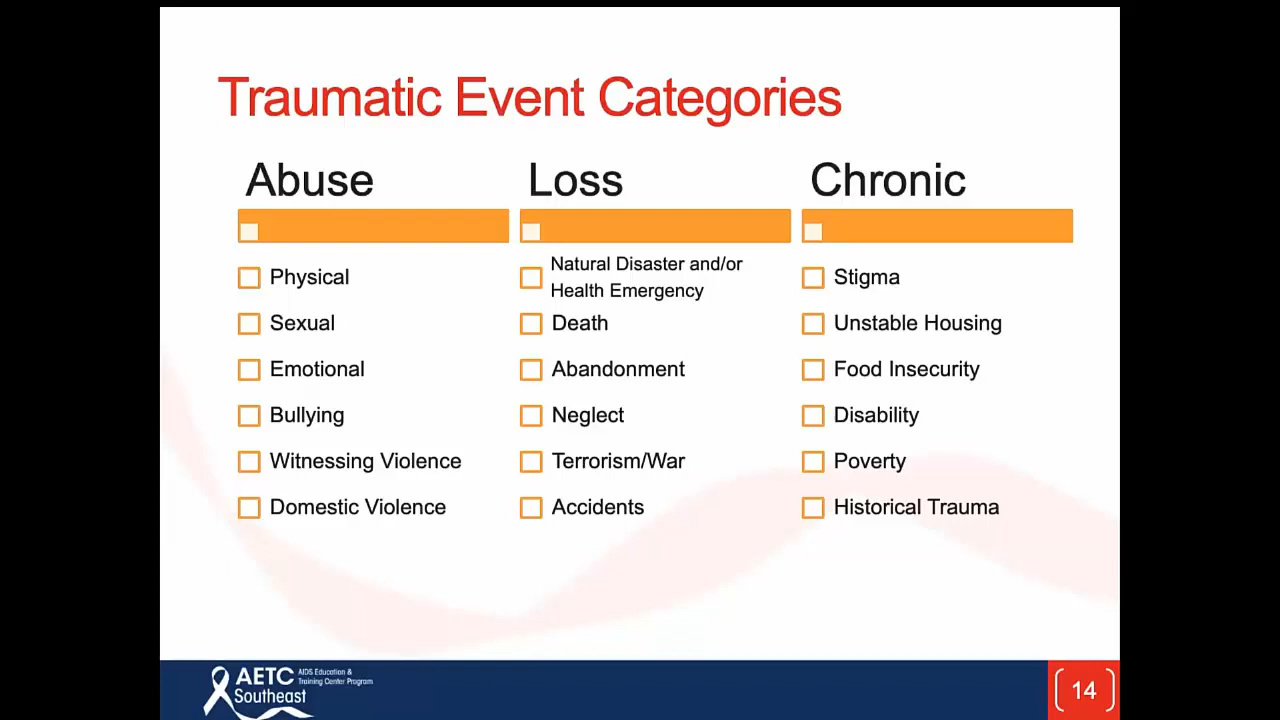 Traumatic Event Categories
Abuse
Physical
Sexual
Emotional
Bullying
Witnessing Violence
Domestic Violence
Loss
Natural Disaster and/or
Health Emergency
Death
Abandonment
Neglect
Terrorism/War
Accidents
Chronic
Stigma
Unstable Housing
Food Insecurity
Disability
Poverty
Historical Trauma
AETC AIDS Education &
Training Center Program
Southeast
14